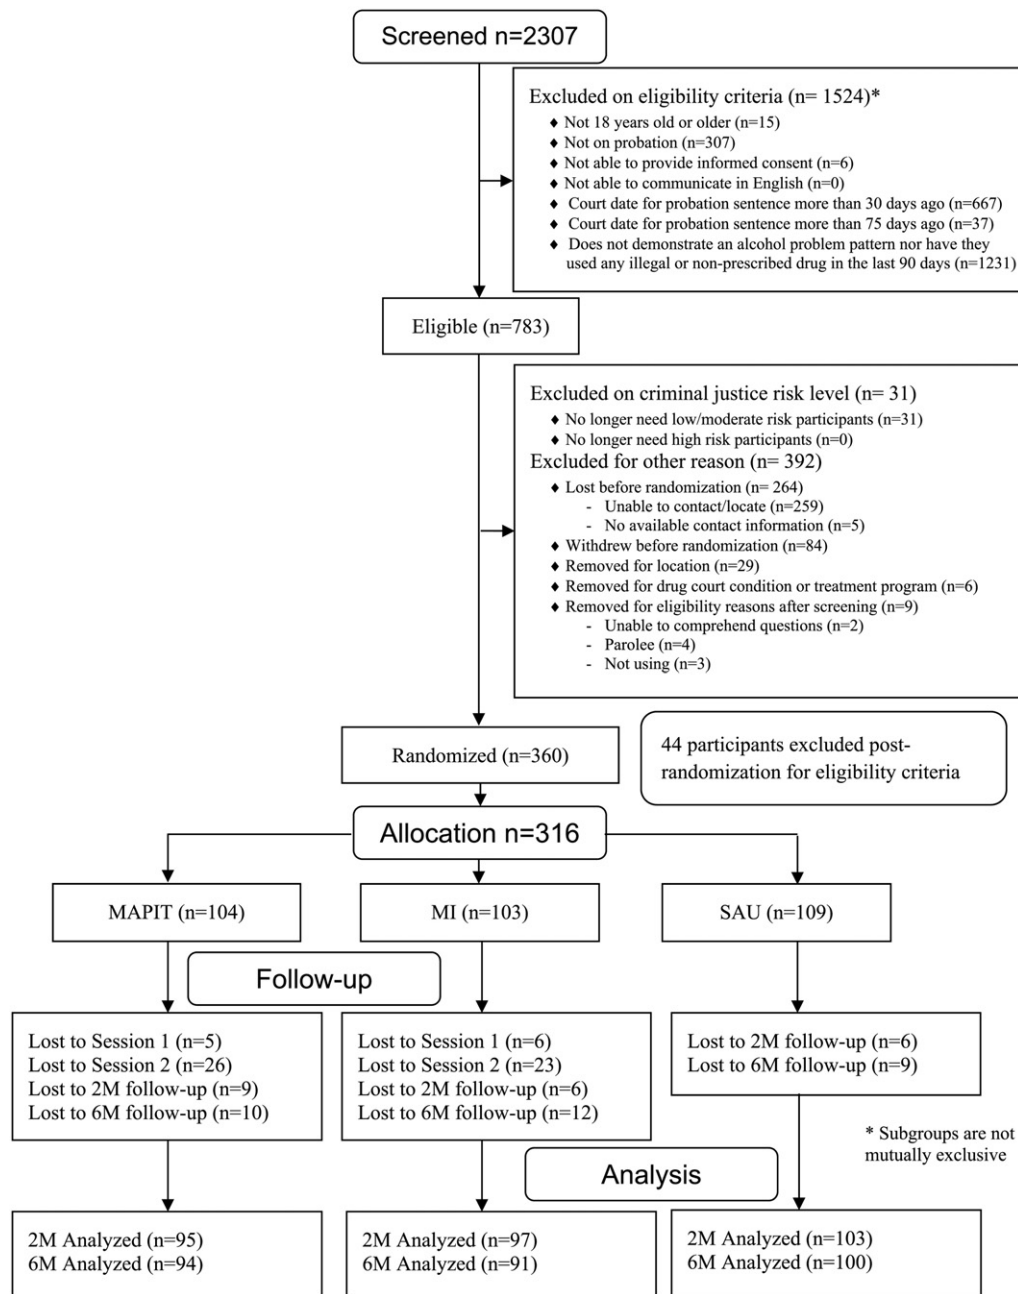 Screened n=2307
Excluded on eligibility criteria (n= 1524)*
♦ Not 18 years old or older (n=15)
♦ Not on probation (n=307)
♦ Not able to provide informed consent (n=6)
♦ Not able to communicate in English (n=0)
♦ Court date for probation sentence more than 30 days ago (n=667)
♦ Court date for probation sentence more than 75 days ago (n=37)
♦ Does not demonstrate an alcohol problem pattern nor have they
used any illegal or non-prescribed drug in the last 90 days (n=1231)
Eligible (n=783)
Excluded on criminal justice risk level (n= 31)
♦ No longer need low/moderate risk participants (n=31)
♦ No longer need high risk participants (n=0)
Excluded for other reason (n= 392)
♦ Lost before randomization (n= 264)
- Unable to contact/locate (n=259)
- No available contact information (n=5)
♦ Withdrew before randomization (n=84)
♦ Removed for location (n=29)
♦ Removed for drug court condition or treatment program (n=6)
♦ Removed for eligibility reasons after screening (n=9)
- Unable to comprehend questions (n=2)
- Parolee (n=4)
- Not using (n=3)
Randomized (n=360)
44 participants excluded post-
randomization for eligibility criteria
Allocation n=316
MAPIT (n=104)
MI (n=103)
SAU (n=109)
Follow-up
Lost to Session 1 (n=5)
Lost to Session 2 (n=26)
Lost to 2M follow-up (n=9)
Lost to 6M follow-up (n=10)
Lost to Session 1 (n=6)
Lost to Session 2 (n=23)
Lost to 2M follow-up (n=6)
Lost to 6M follow-up (n=12)
Lost to 2M follow-up (n=6)
Lost to 6M follow-up (n=9)
* Subgroups are not
mutually exclusive
Analysis
2M Analyzed (n=95)
6M Analyzed (n=94)
2M Analyzed (n=97)
6M Analyzed (n=91)
2M Analyzed (n=103)
6M Analyzed (n=100)